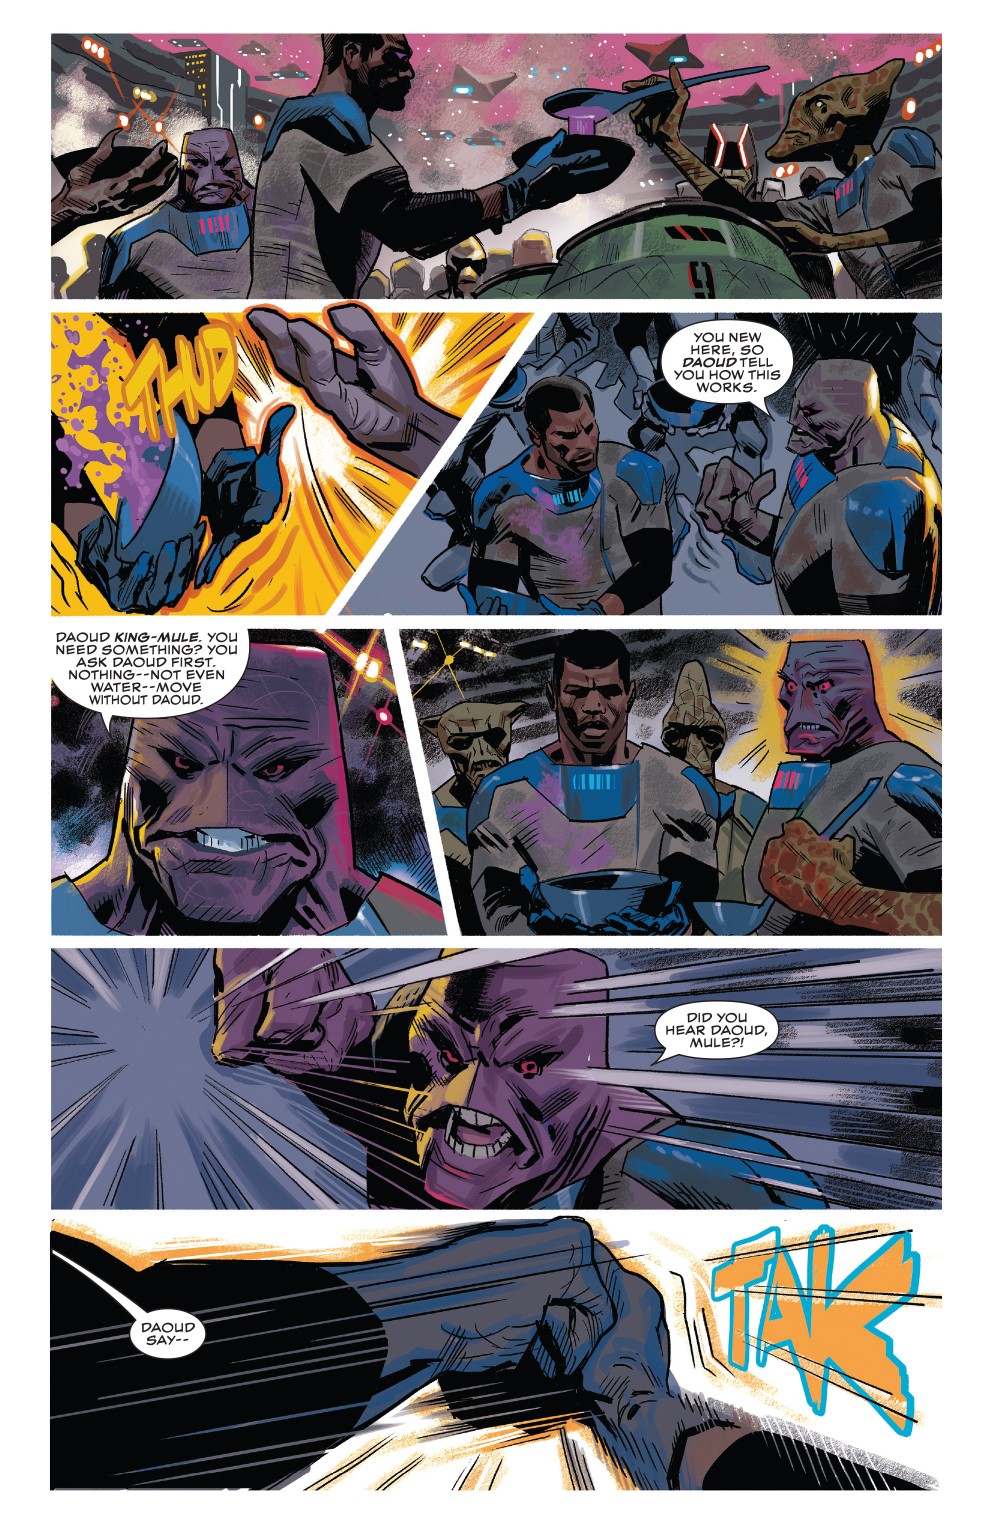 THUD
YOU NEW
HERE, SO
DAOUD TELL
YOU HOW THIS
WORKS.
DAOUD KING-MULE. YOU
NEED SOMETHING? YOU
ASK DAOUD FIRST.
NOTHING--NOT EVEN
WATER--MOVE
WITHOUT DAOUD.
DID YOU
HEAR DAOUD,
MULE?!
DAOUD
SAY--
TAK